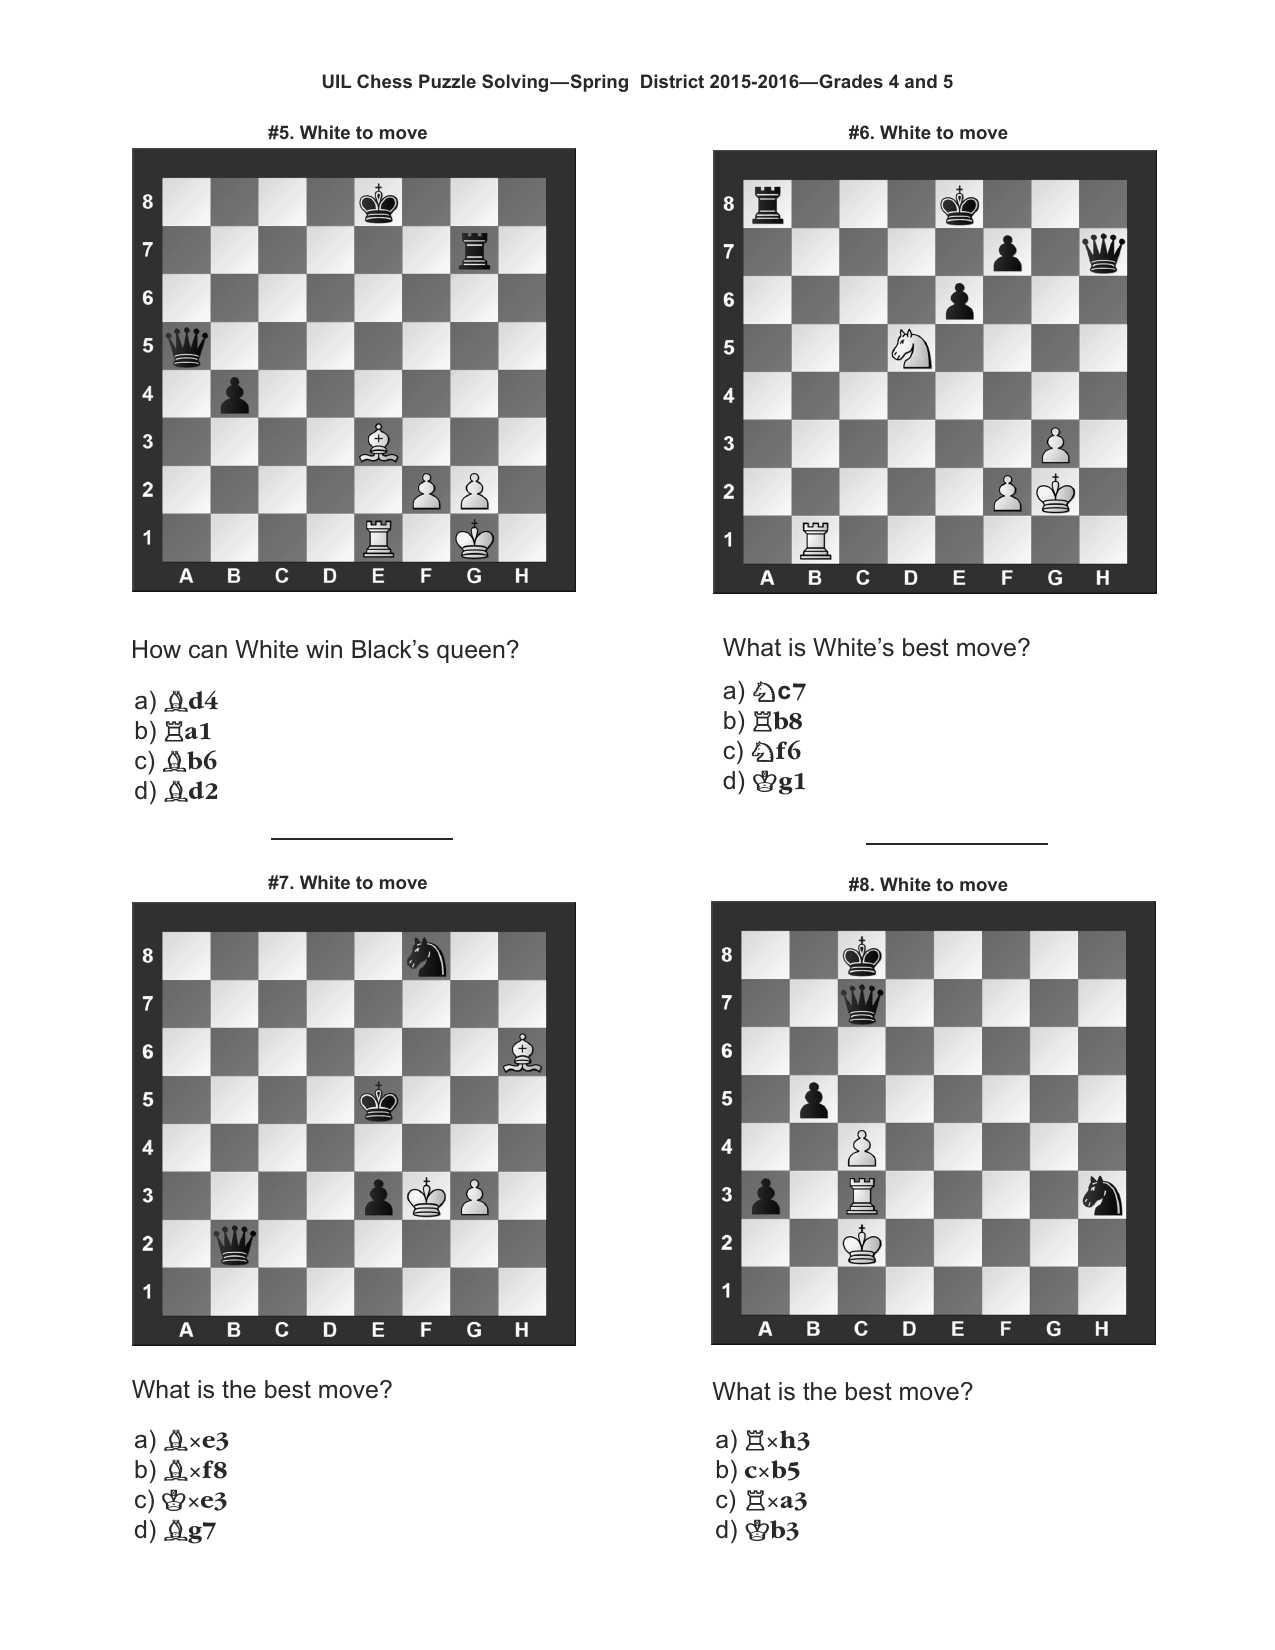 UIL Chess Puzzle Solving—Spring  District 2015-2016—Grades 4 and 5
#5. White to move
8
7
6
5
4
3
2
1
A B C D E F G H
How can White win Black’s queen?
a) ♗d4
b) ♖a1
c) ♗b6
d) ♗d2
#6. White to move
8
7
6
5
4
3
2
1
A B C D E F G H
What is White’s best move?
a) ♘c7
b) ♖b8
c) ♘f6
d) ♔g1
#7. White to move
8
7
6
5
4
3
2
1
A B C D E F G H
What is the best move?
a) ♗×e3
b) ♗×f8
c) ♔×e3
d) ♗g7
#8. White to move
8
7
6
5
4
3
2
1
A B C D E F G H
What is the best move?
a) ♖×h3
b) c×b5
c) ♖×a3
d) ♔b3